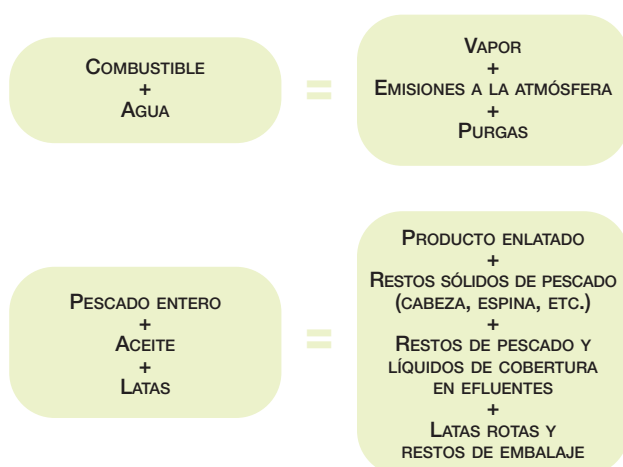 COMBUSTIBLE
+
AGUA
=
VAPOR
+
EMISIONES A LA ATMÓSFERA
+
PURGAS
PESCADO ENTERO
+
ACEITE
+
LATAS
=
PRODUCTO ENLATADO
+
RESTOS SÓLIDOS DE PESCADO
(CABEZA, ESPINA, ETC.)
+
RESTOS DE PESCADO Y
LÍQUIDOS DE COBERTURA
EN EFLUENTES
+
LATAS ROTAS Y
RESTOS DE EMBALAJE